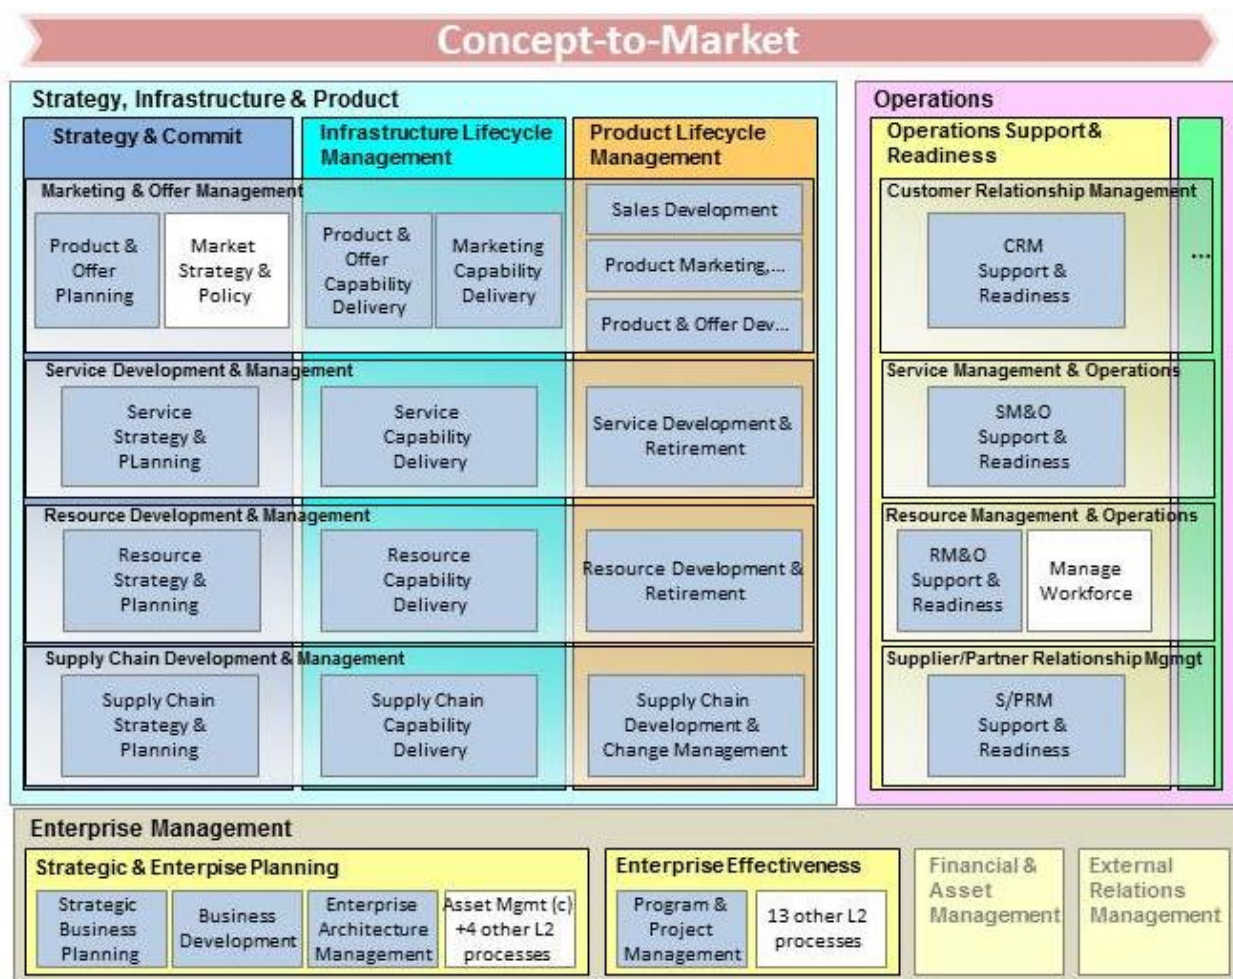 Concept-to-Market
Strategy, Infrastructure & Product
Strategy & Commit
Infrastructure Lifecycle
Management
Product Lifecycle
Management
Marketing & Offer Management
Product &
Offer
Planning
Market
Strategy &
Policy
Product &
Offer
Capability
Delivery
Marketing
Capability
Delivery
Sales Development
Product Marketing,...
Product & Offer Dev...
Service Development & Management
Service
Strategy &
PLanning
Service
Capability
Delivery
Service Development &
Retirement
Resource Development & Management
Resource
Strategy &
Planning
Resource
Capability
Delivery
Resource Development &
Retirement
Supply Chain Development & Management
Supply Chain
Strategy &
Planning
Supply Chain
Capability
Delivery
Supply Chain
Development &
Change Management
Operations
Operations Support &
Readiness
Customer Relationship Management
CRM
Support &
Readiness
...
Service Management & Operations
SM&O
Support &
Readiness
Resource Management & Operations
RM&O
Support &
Readiness
Manage
Workforce
Supplier/Partner Relationship Mgmgt
S/PRM
Support &
Readiness
Enterprise Management
Strategic & Enterpise Planning
Strategic
Business
Planning
Business
Development
Enterprise
Architecture
Management
Asset Mgmt (c)
+4 other L2
processes
Enterprise Effectiveness
Program &
Project
Management
13 other L2
processes
Financial &
Asset
Management
External
Relations
Management